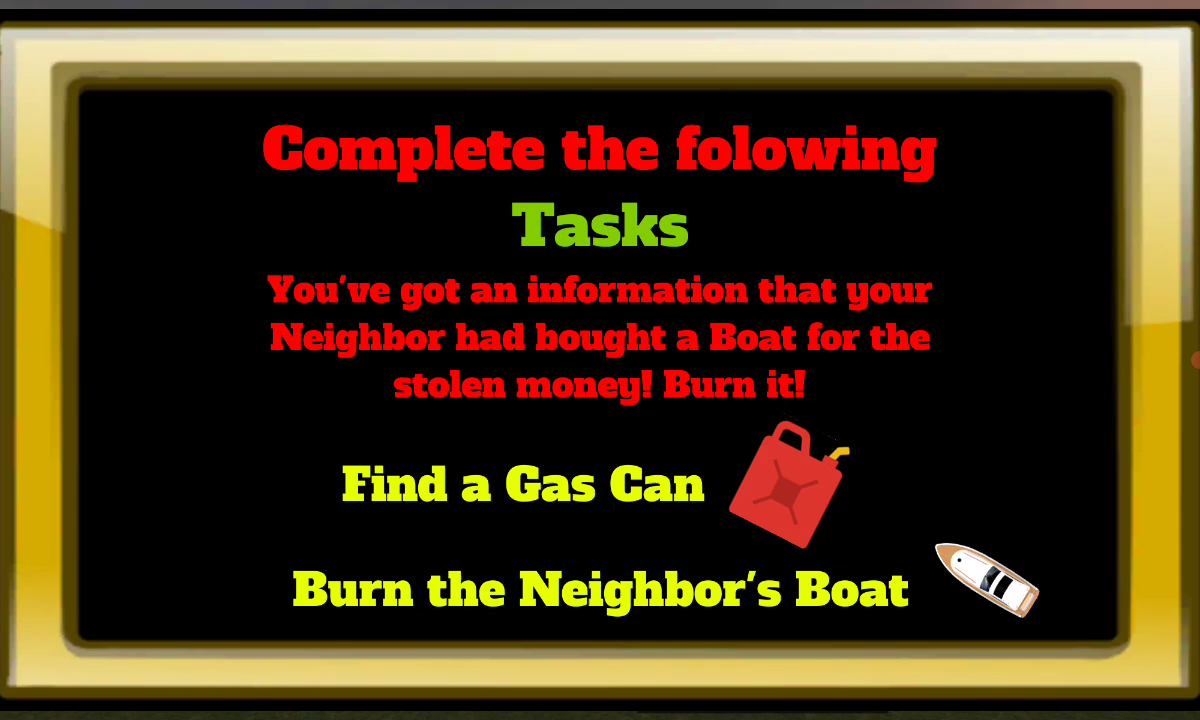 Complete the folowing
Tasks
You've got an information that your
Neighbor had bought a Boat for the
stolen money! Burn it!
Find a Gas Can
Burn the Neighbor's Boat